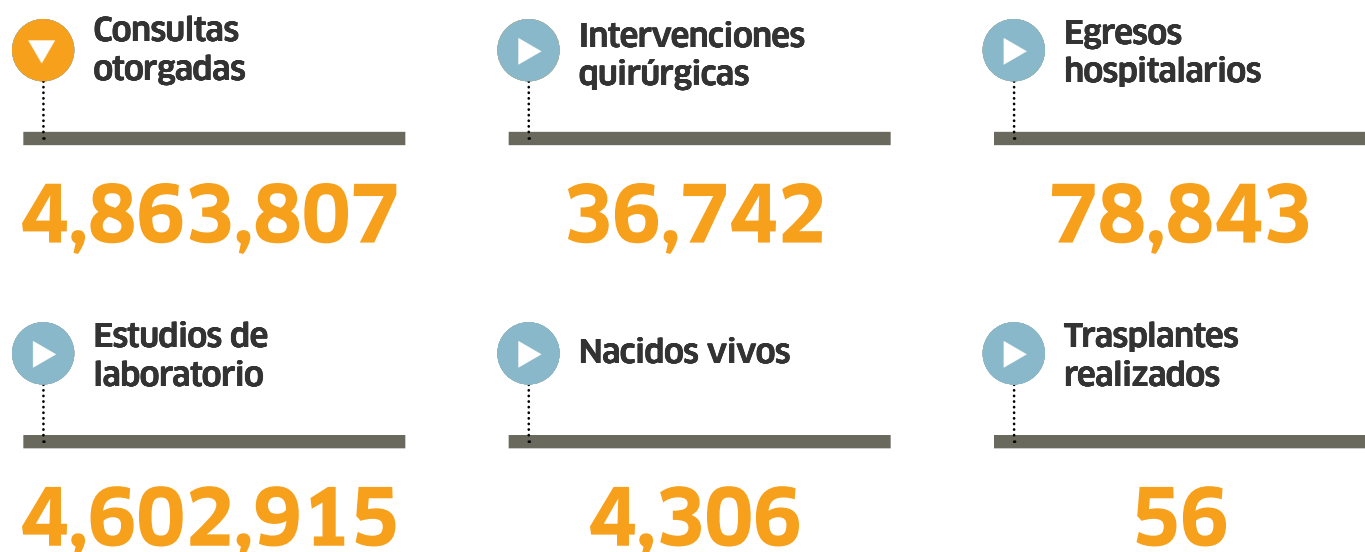 Consultas
otorgadas
4,863,807
Intervenciones
quirúrgicas
36,742
Egresos
hospitalarios
78,843
Estudios de
laboratorio
4,602,915
Nacidos vivos
4,306
Trasplantes
realizados
56